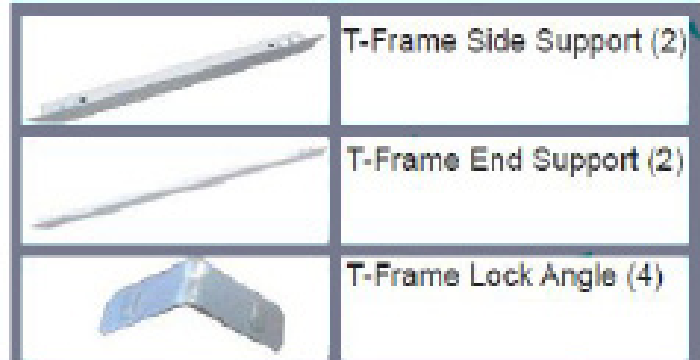 T-Frame Side Support (2)
T-Frame End Support (2)
T-Frame Lock Angle (4)